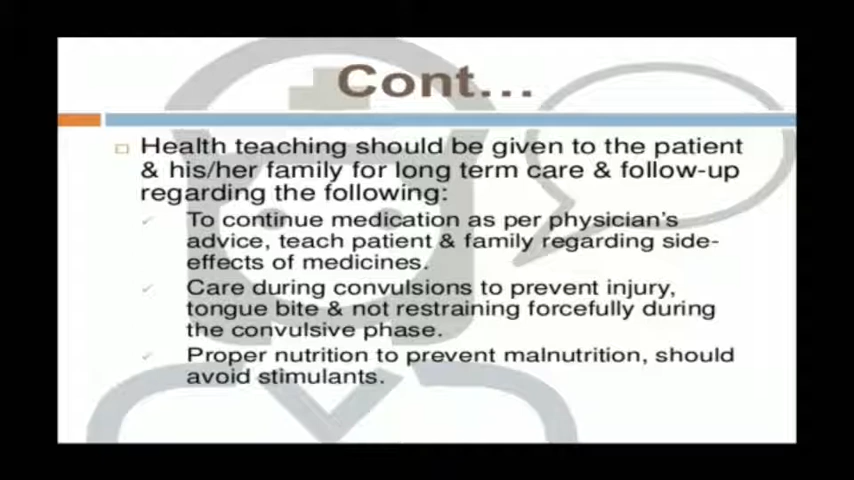 Cont...
Health teaching should be given to the patient
& his/her family for long term care & follow-up
regarding the following:
To continue medication as per physician's
advice, teach patient & family regarding side-
effects of medicines.
Care during convulsions to prevent injury,
tongue bite & not restraining forcefully during
the convulsive phase.
Proper nutrition to prevent malnutrition, should
avoid stimulants.